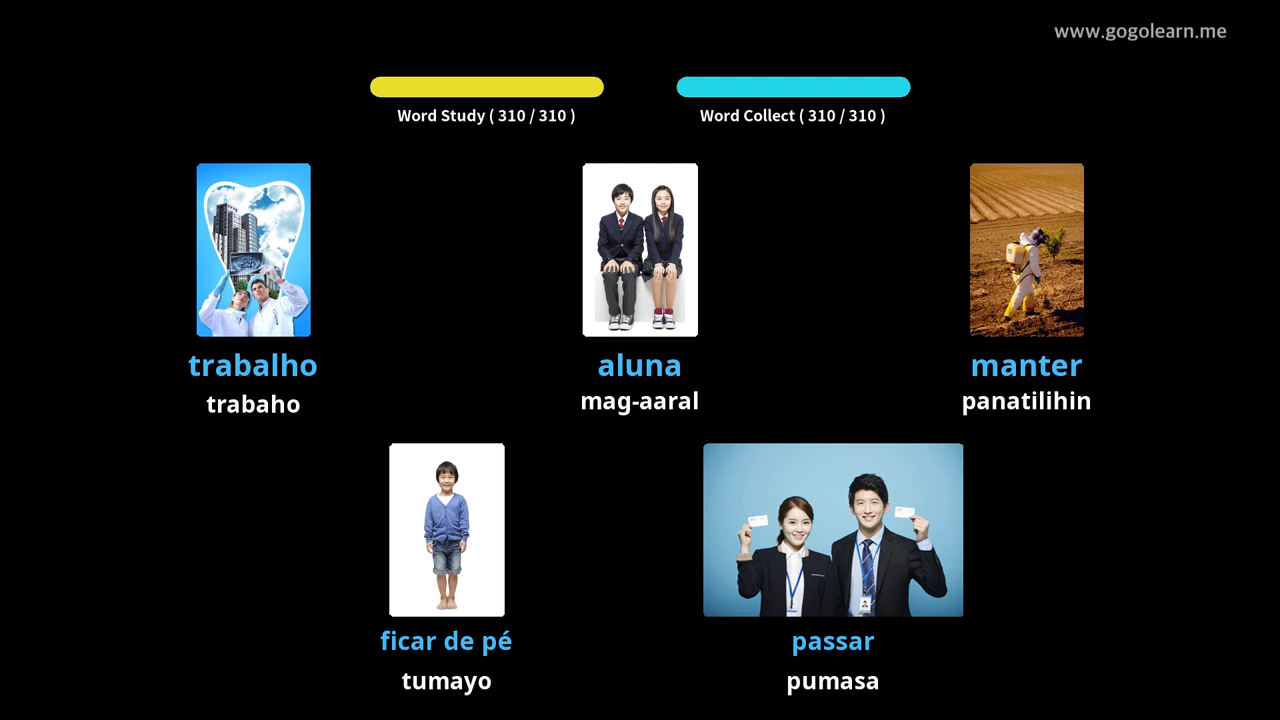 www.gogolearn.me
Word Study ( 310 / 310 )
Word Collect ( 310 / 310 )
trabalho
trabaho
aluna
mag-aaral
manter
panatilihin
ficar de pé
tumayo
passar
pumasa